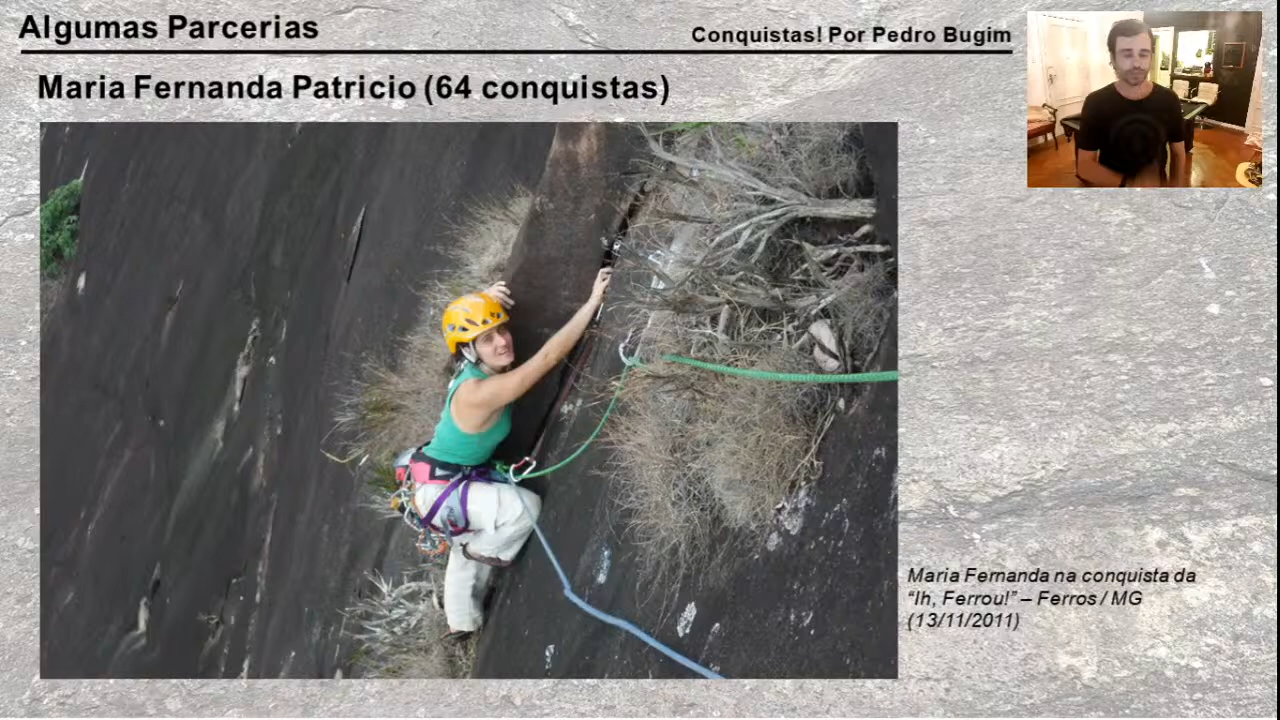 Algumas Parcerias
Conquistas! Por Pedro Bugim
Maria Fernanda Patricio (64 conquistas)
Maria Fernanda na conquista da
“Ih, Ferrou!” – Ferros / MG
(13/11/2011)